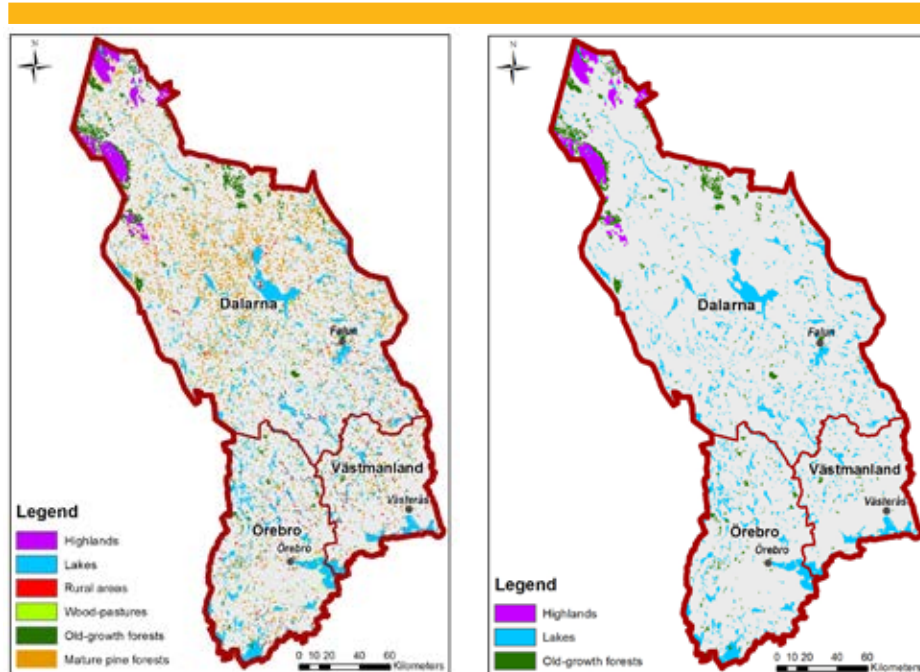 N
Dalarna
Falun
Västmanland
Västerås
Örebro
Örebro
Legend
Highlands
Lakes
Rural areas
Wood-pastures
Old-growth forests
Mature pine forests
0 10 20 40 60
Kilometers
N
Dalarna
Falun
Västmanland
Västerås
Örebro
Örebro
Legend
Highlands
Lakes
Old-growth forests
0 10 20 40 60
Kilometers